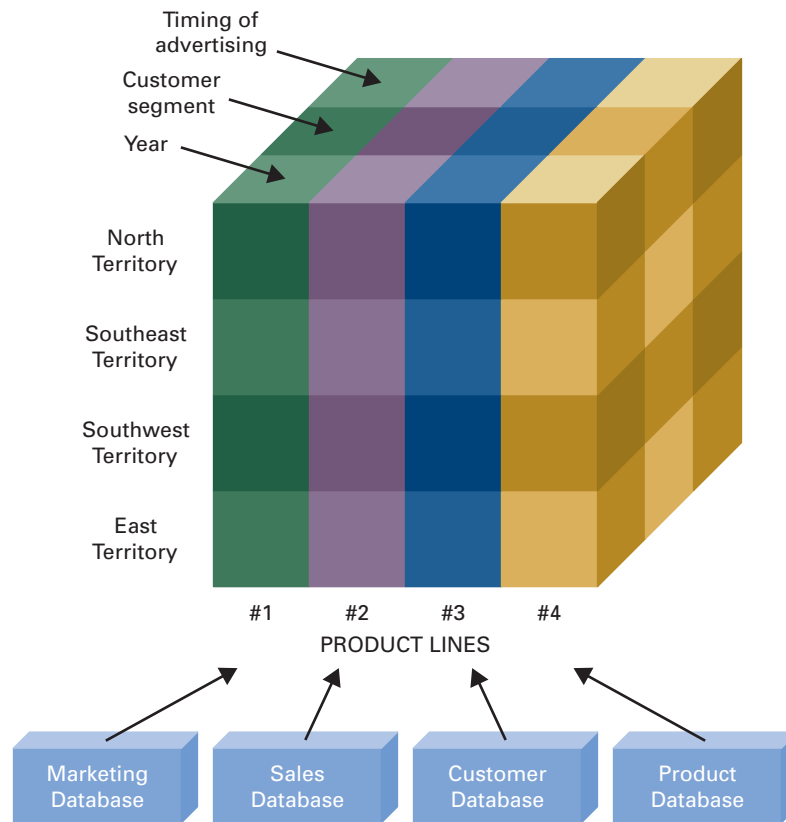 Timing of
advertising
Customer
segment
Year
North
Territory
Southeast
Territory
Southwest
Territory
East
Territory
#1 #2 #3 #4
PRODUCT LINES
Marketing
Database
Sales
Database
Customer
Database
Product
Database